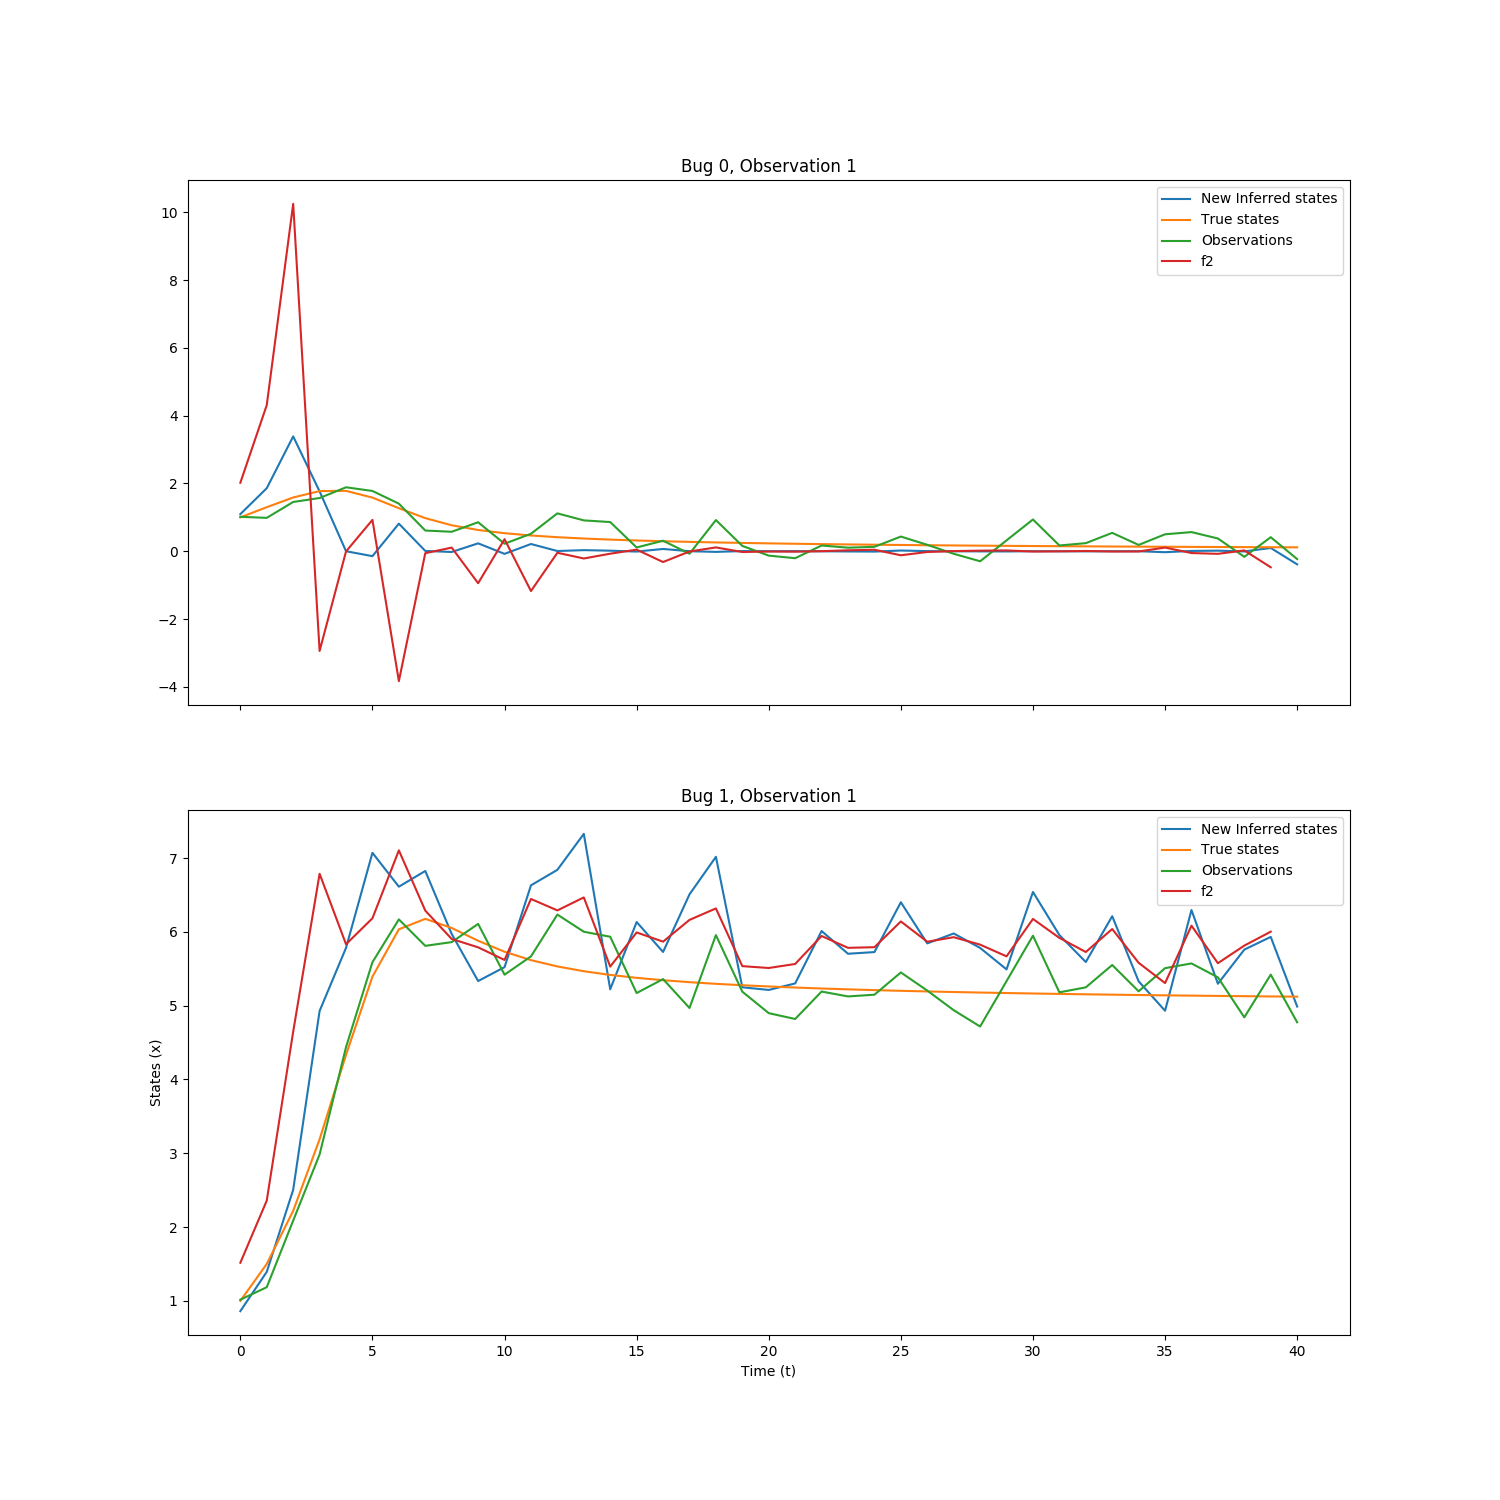 Bug 0, Observation 1
New Inferred states
True states
Observations
f2
10
8
6
4
2
0
−2
−4
Bug 1, Observation 1
New Inferred states
True states
Observations
f2
7
6
5
4
3
2
1
States (x)
0 5 10 15 20 25 30 35 40
Time (t)